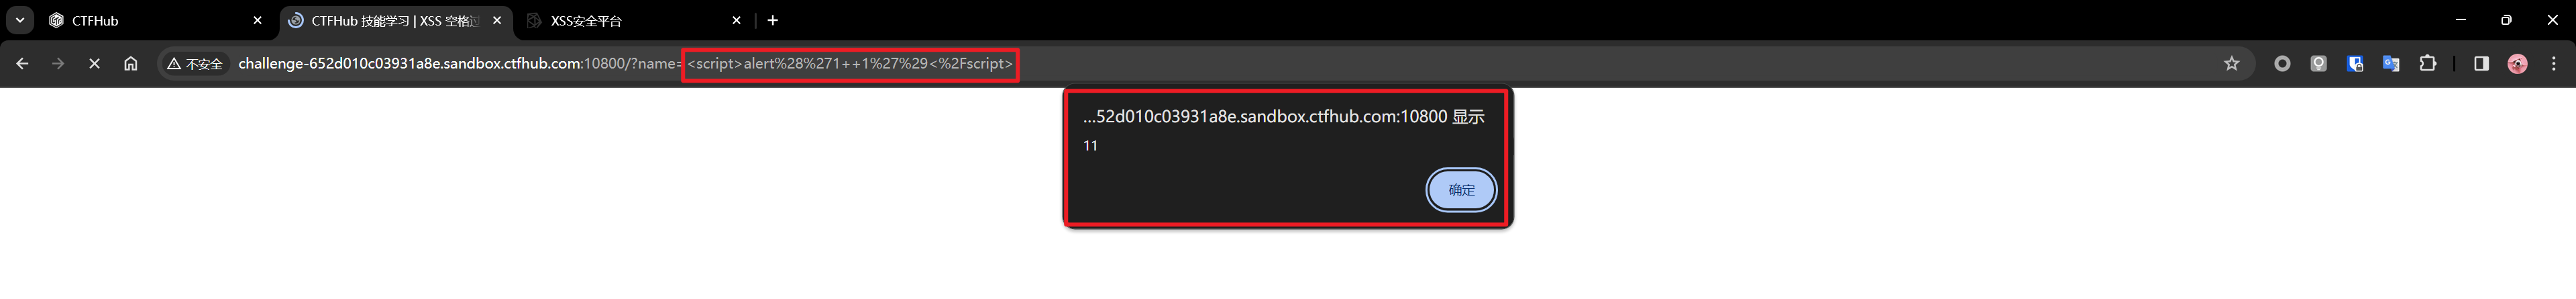 CTFHub
CTFHub 技能学习 | XSS 空格过
XSS安全平台
不安全
challenge-652d010c03931a8e.sandbox.ctfhub.com:10800/?name=<script>alert%28%271++1%27%29<%2Fscript>
...52d010c03931a8e.sandbox.ctfhub.com:10800 显示
11
确定